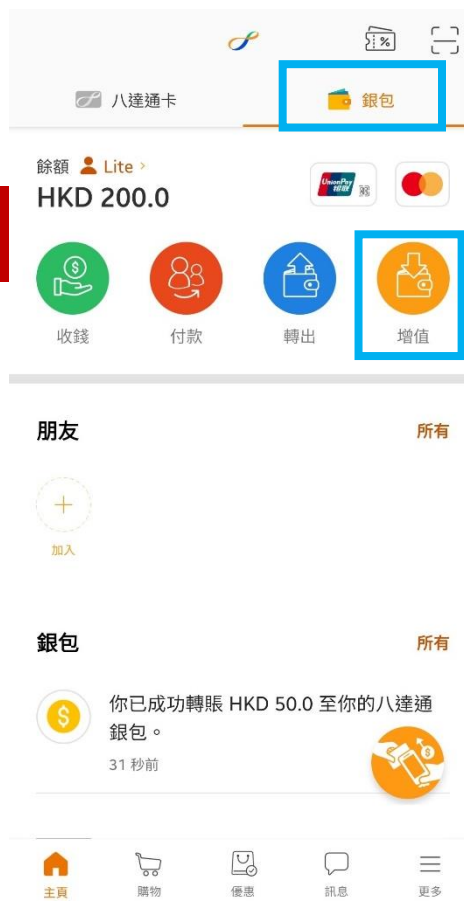 八達通卡
銀包
餘額 Lite >
HKD 200.0
UnionPay
銀聯
收錢
付款
轉出
增值
朋友
所有
加入
銀包
所有
你已成功轉賬 HKD 50.0 至你的八達通
銀包。
31 秒前
主頁
購物
優惠
訊息
更多